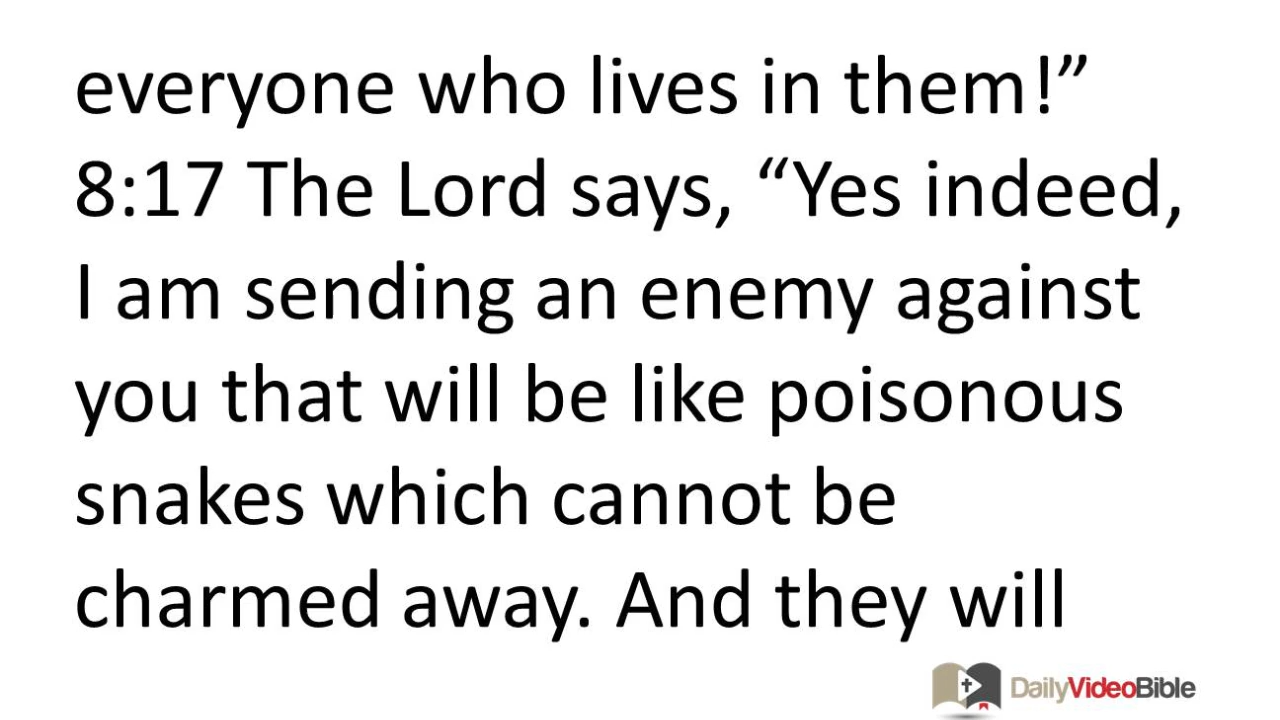 everyone who lives in them!”
8:17 The Lord says, “Yes indeed,
I am sending an enemy against
you that will be like poisonous
snakes which cannot be
charmed away. And they will
DailyVideoBible